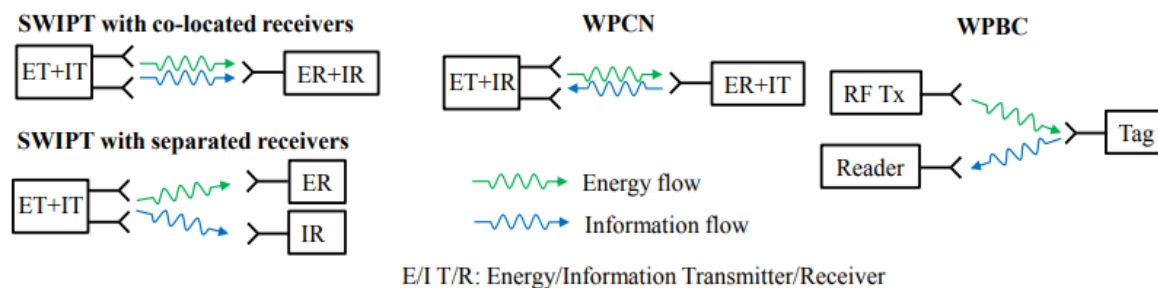 SWIPT with co-located receivers
ET+IT
ER+IR
SWIPT with separated receivers
ET+IT
ER
IR
WPCN
ET+IR
ER+IT
WPBC
RF Tx
Tag
Reader
Energy flow
Information flow
E/I T/R: Energy/Information Transmitter/Receiver